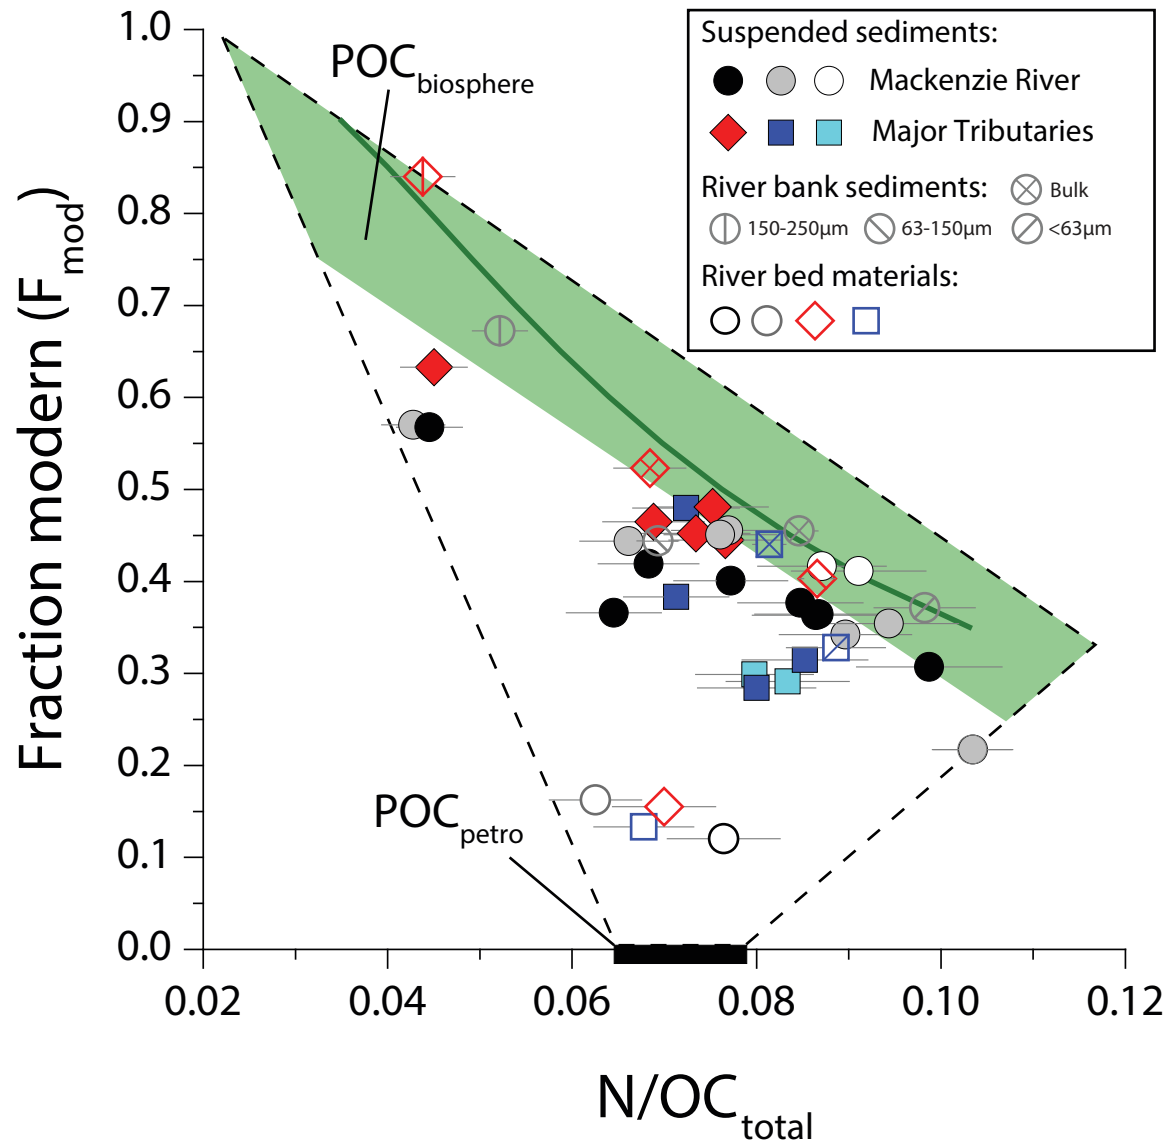 Suspended sediments:
Mackenzie River
Major Tributaries
River bank sediments:
Bulk
150-250µm
63-150µm
<63µm
River bed materials:
POCbiosphere
POCpetro
Fraction modern (Fmod)
1.0
0.9
0.8
0.7
0.6
0.5
0.4
0.3
0.2
0.1
0.0
0.02
0.04
0.06
0.08
0.10
0.12
N/OCtotal